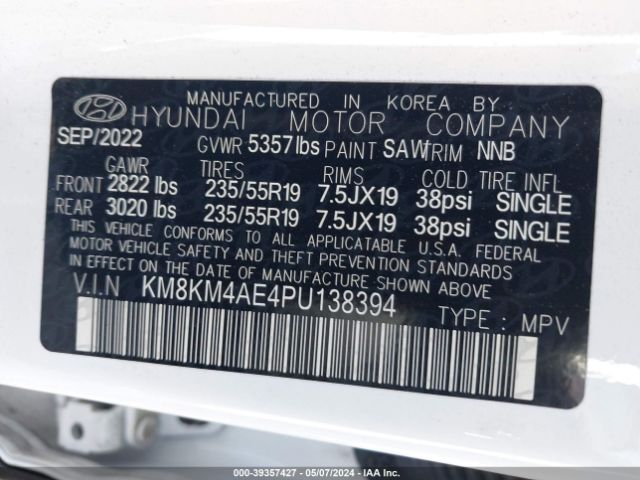 MANUFACTURED IN KOREA BY
HYUNDAI MOTOR COMPANY
SEP/2022 GVWR 5357lbs PAINT SAW TRIM NNB
GAWR TIRES RIMS COLD TIRE INFL
FRONT 2822 lbs 235/55R19 7.5JX19 38psi SINGLE
REAR 3020 lbs 235/55R19 7.5JX19 38psi SINGLE
THIS VEHICLE CONFORMS TO ALL APPLICATABLE U.S.A. FEDERAL
MOTOR VEHICLE SAFETY AND THEFT PREVENTION STANDARDS
IN EFFECT ON THE DATE OF MANUFACTURE SHOWN ABOVE
V.I.N KM8KM4AE4PU138394 TYPE : MPV
000-39357427 - 05/07/2024 - IAA Inc.